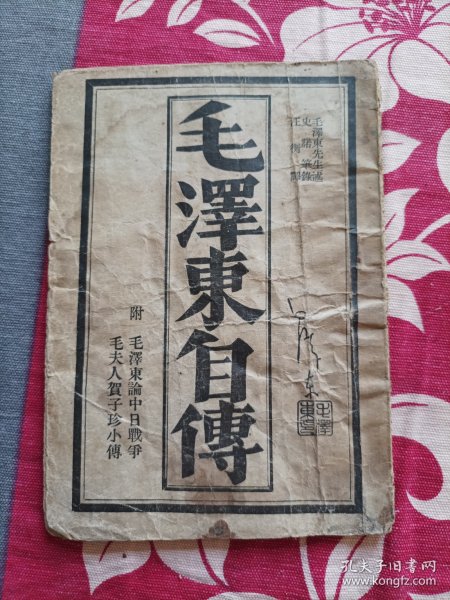 毛澤東先生述
史諾筆錄
汪衡譯
毛澤東自傳
附
毛澤東論中日戰爭
毛夫人賀子珍小傳
孔夫子旧书网
www.kongfz.com